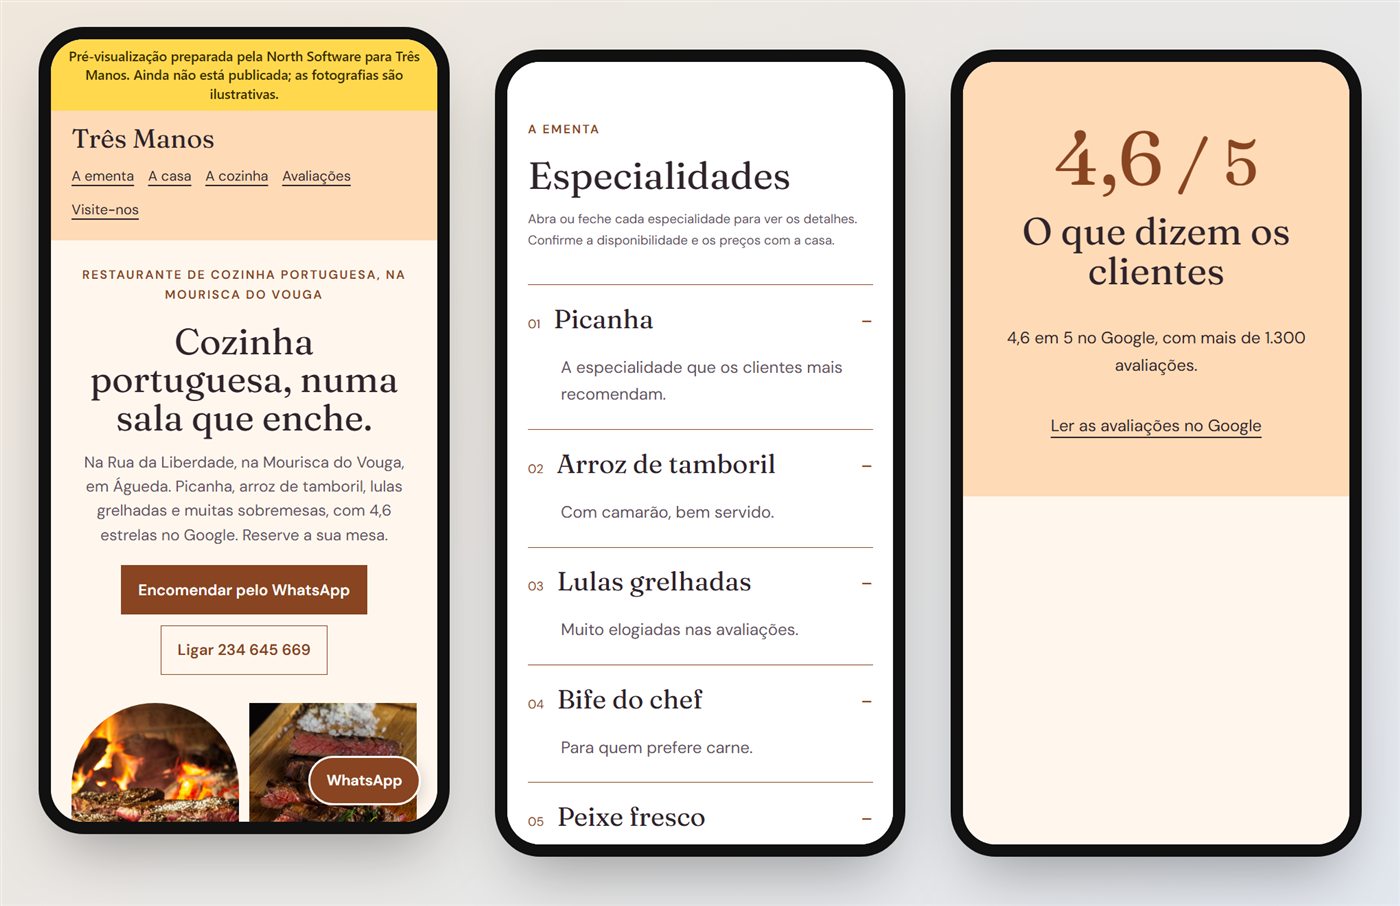 Pré-visualização preparada pela North Software para Três
Manos. Ainda não está publicada; as fotografias são
ilustrativas.
Três Manos
A ementa A casa A cozinha Avaliações
Visite-nos
RESTAURANTE DE COZINHA PORTUGUESA, NA
MOURISCA DO VOUGA
Cozinha
portuguesa, numa
sala que enche.
Na Rua da Liberdade, na Mourisca do Vouga,
em Águeda. Picanha, arroz de tamboril, lulas
grelhadas e muitas sobremesas, com 4,6
estrelas no Google. Reserve a sua mesa.
Encomendar pelo WhatsApp
Ligar 234 645 669
WhatsApp
A EMENTA
Especialidades
Abra ou feche cada especialidade para ver os detalhes.
Confirme a disponibilidade e os preços com a casa.
01 Picanha –
A especialidade que os clientes mais
recomendam.
02 Arroz de tamboril –
Com camarão, bem servido.
03 Lulas grelhadas –
Muito elogiadas nas avaliações.
04 Bife do chef –
Para quem prefere carne.
05 Peixe fresco –
4,6 / 5
O que dizem os
clientes
4,6 em 5 no Google, com mais de 1.300
avaliações.
Ler as avaliações no Google